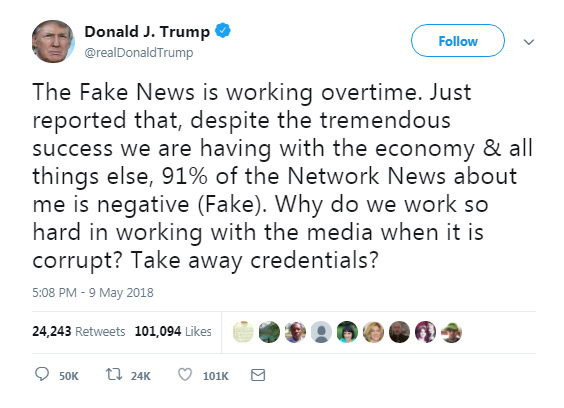 Donald J. Trump
@realDonaldTrump
Follow
The Fake News is working overtime. Just
reported that, despite the tremendous
success we are having with the economy & all
things else, 91% of the Network News about
me is negative (Fake). Why do we work so
hard in working with the media when it is
corrupt? Take away credentials?
5:08 PM - 9 May 2018
24,243 Retweets 101,094 Likes
50K 24K 101K